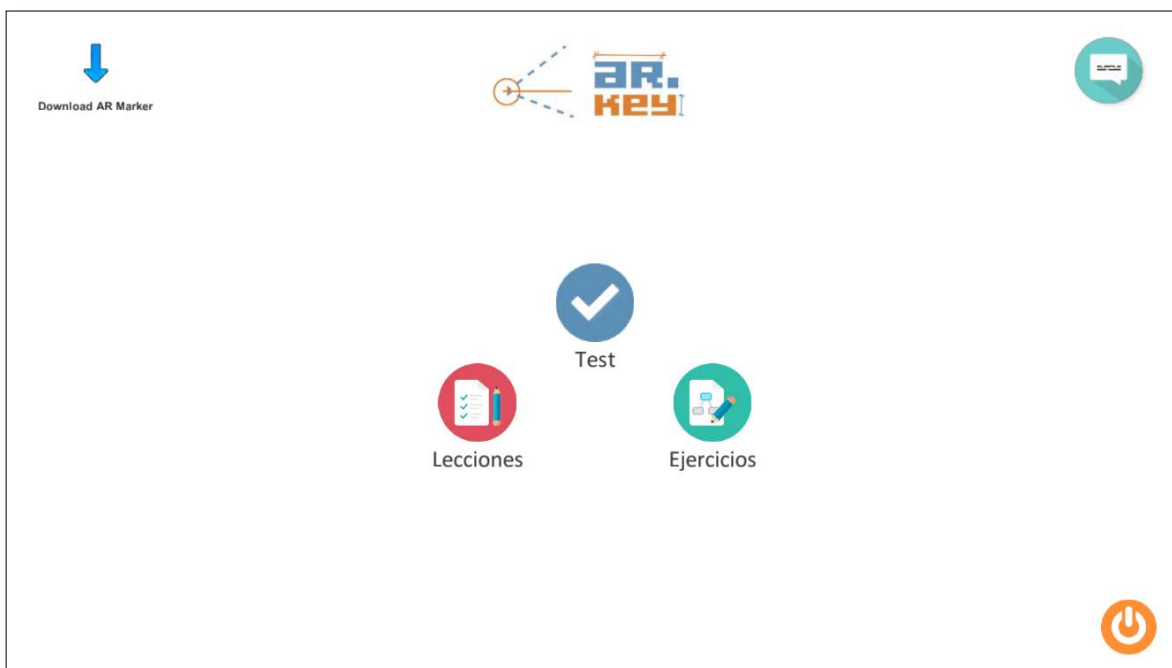 Download AR Marker
aR.
Key
Test
Lecciones
Ejercicios